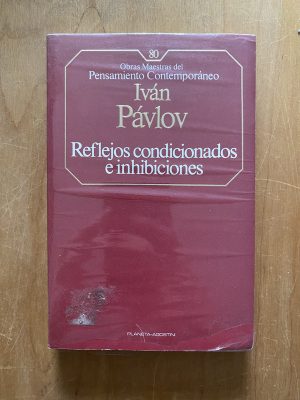 80
Obras Maestras del
Pensamiento Contemporáneo
Iván
Pávlov
Reflejos condicionados
e inhibiciones
PLANETA-AGOSTINI